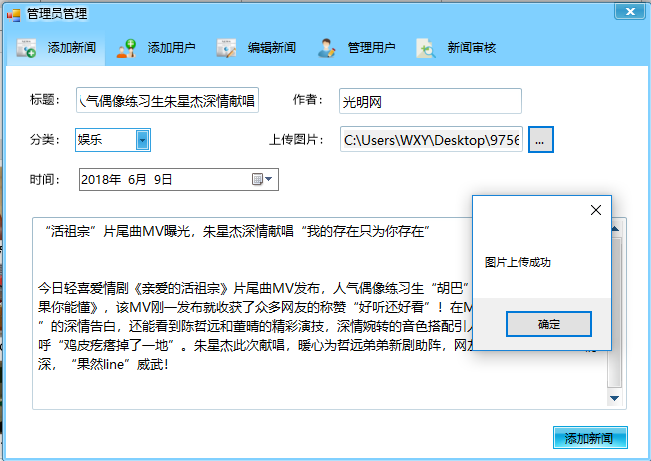 管理员管理
添加新闻 添加用户 编辑新闻 管理用户 新闻审核
标题： 人气偶像练习生朱星杰深情献唱 作者： 光明网
分类： 娱乐 上传图片： C:\Users\WXY\Desktop\9756 ...
时间： 2018年 6月 9日
“活祖宗”片尾曲MV曝光，朱星杰深情献唱“我的存在只为你存在”
图片上传成功
确定
今日轻喜爱情剧《亲爱的活祖宗》片尾曲MV发布，人气偶像练习生“胡巴”
果你能懂》，该MV刚一发布就收获了众多网友的称赞“好听还好看”！在M
”的深情告白，还能看到陈哲远和董晴的精彩演技，深情婉转的音色搭配引
呼“鸡皮疙瘩掉了一地”。朱星杰此次献唱，暖心为哲远弟弟新剧助阵，网
深，“果然line”威武！
添加新闻